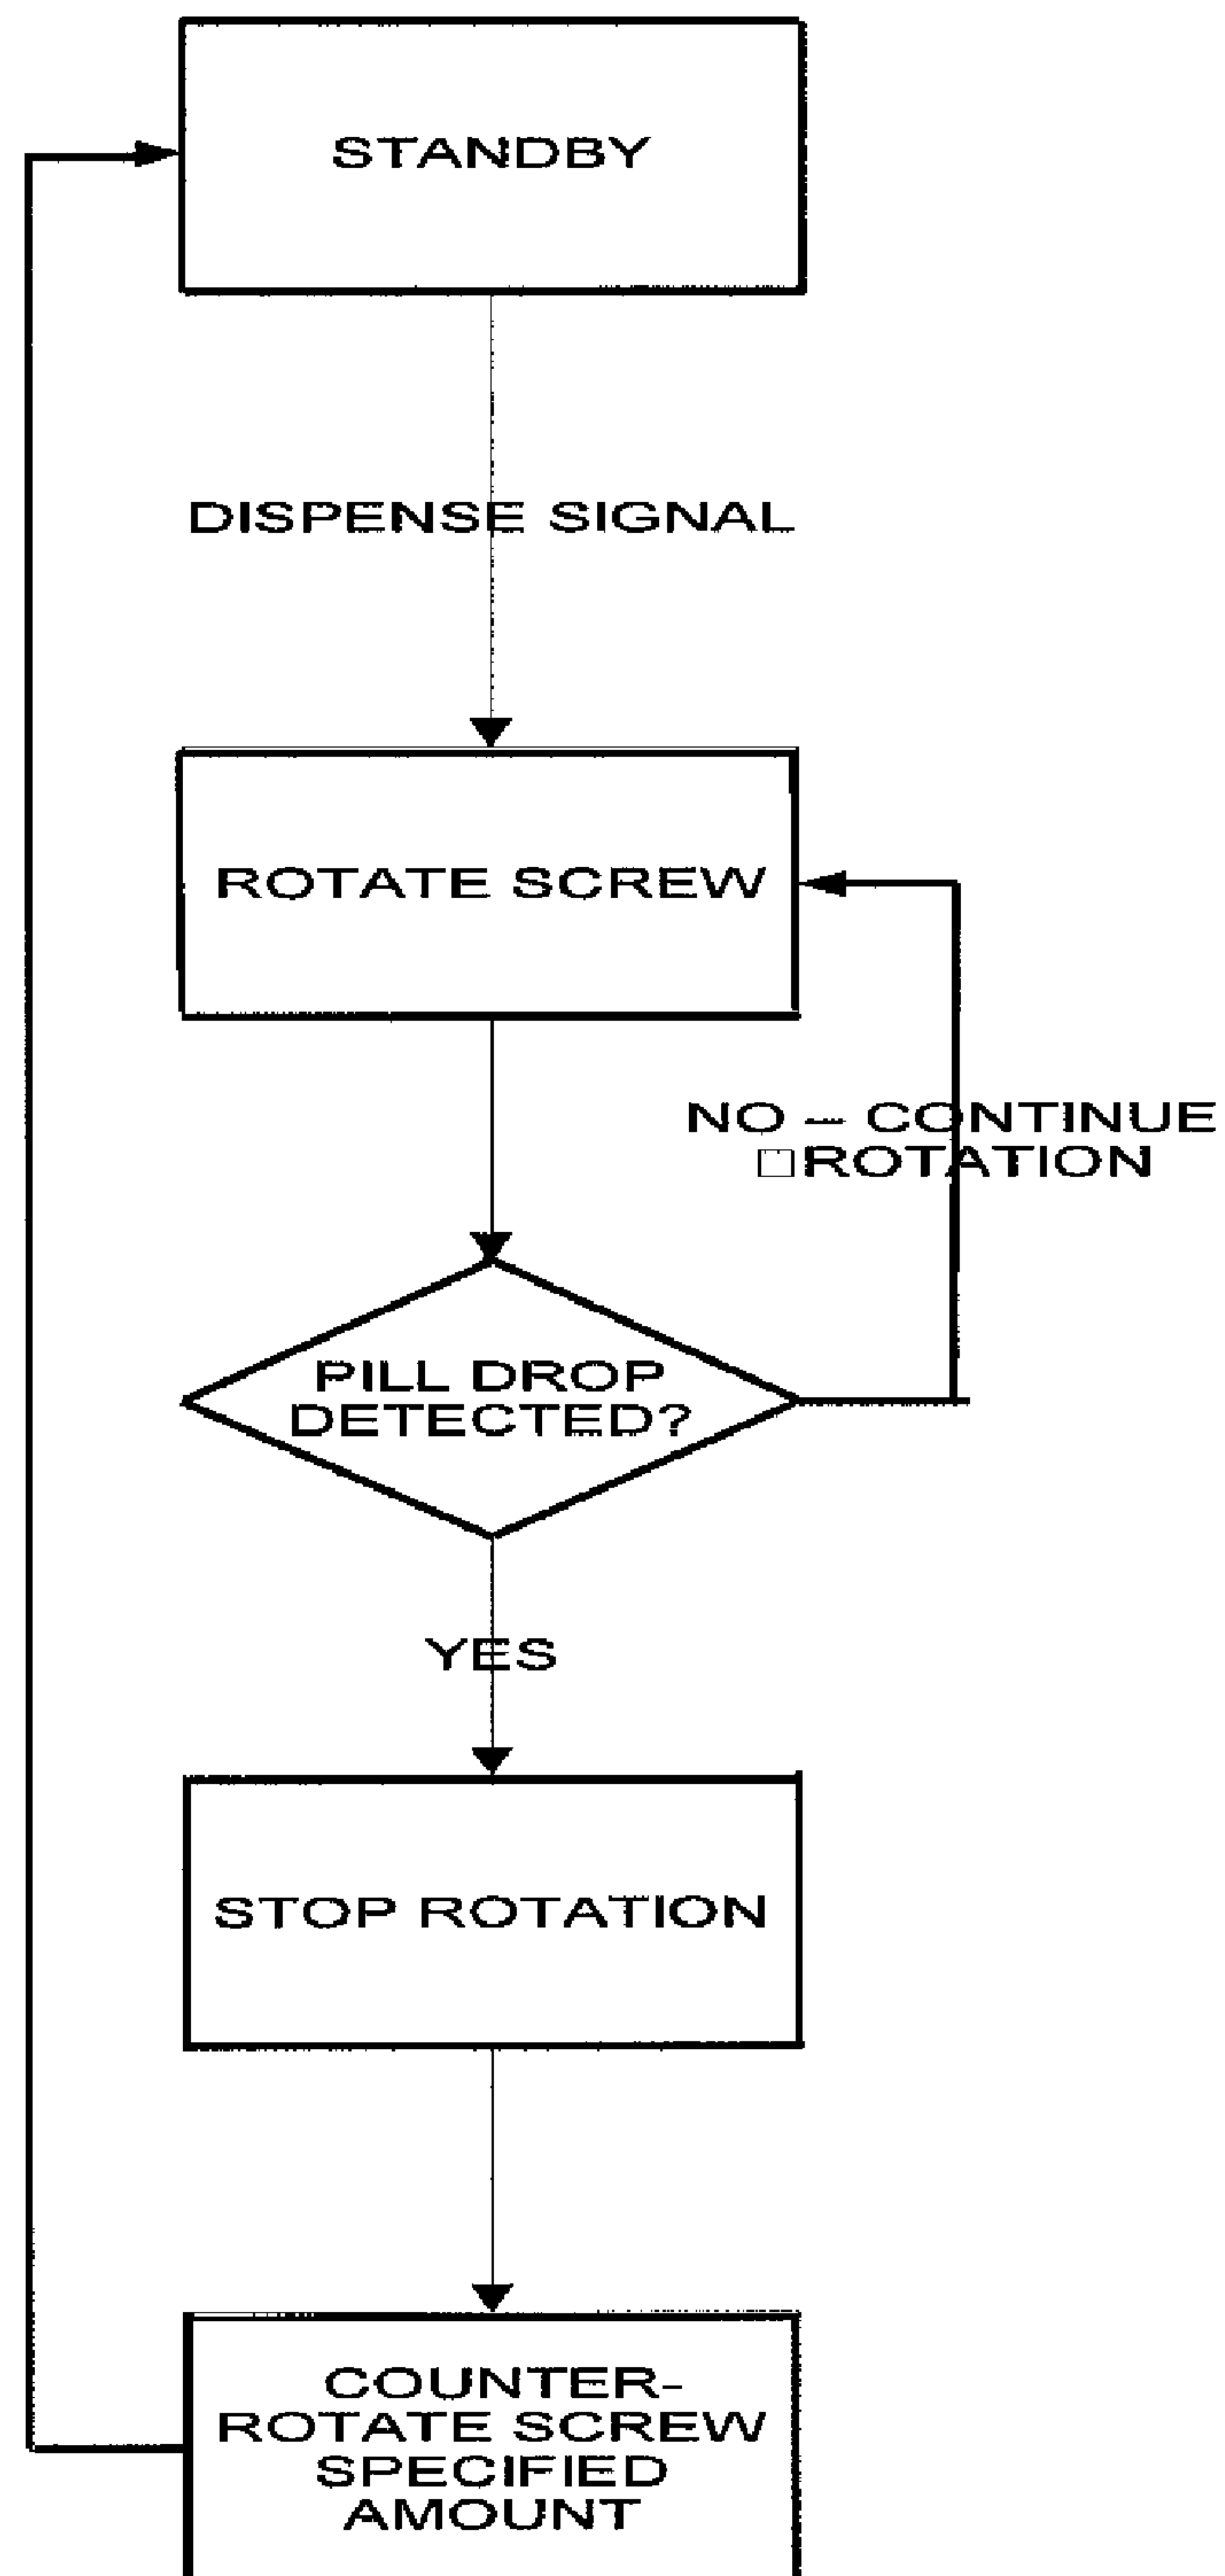 STANDBY
DISPENSE SIGNAL
ROTATE SCREW
NO – CONTINUE
ROTATION
PILL DROP
DETECTED?
YES
STOP ROTATION
COUNTER-
ROTATE SCREW
SPECIFIED
AMOUNT